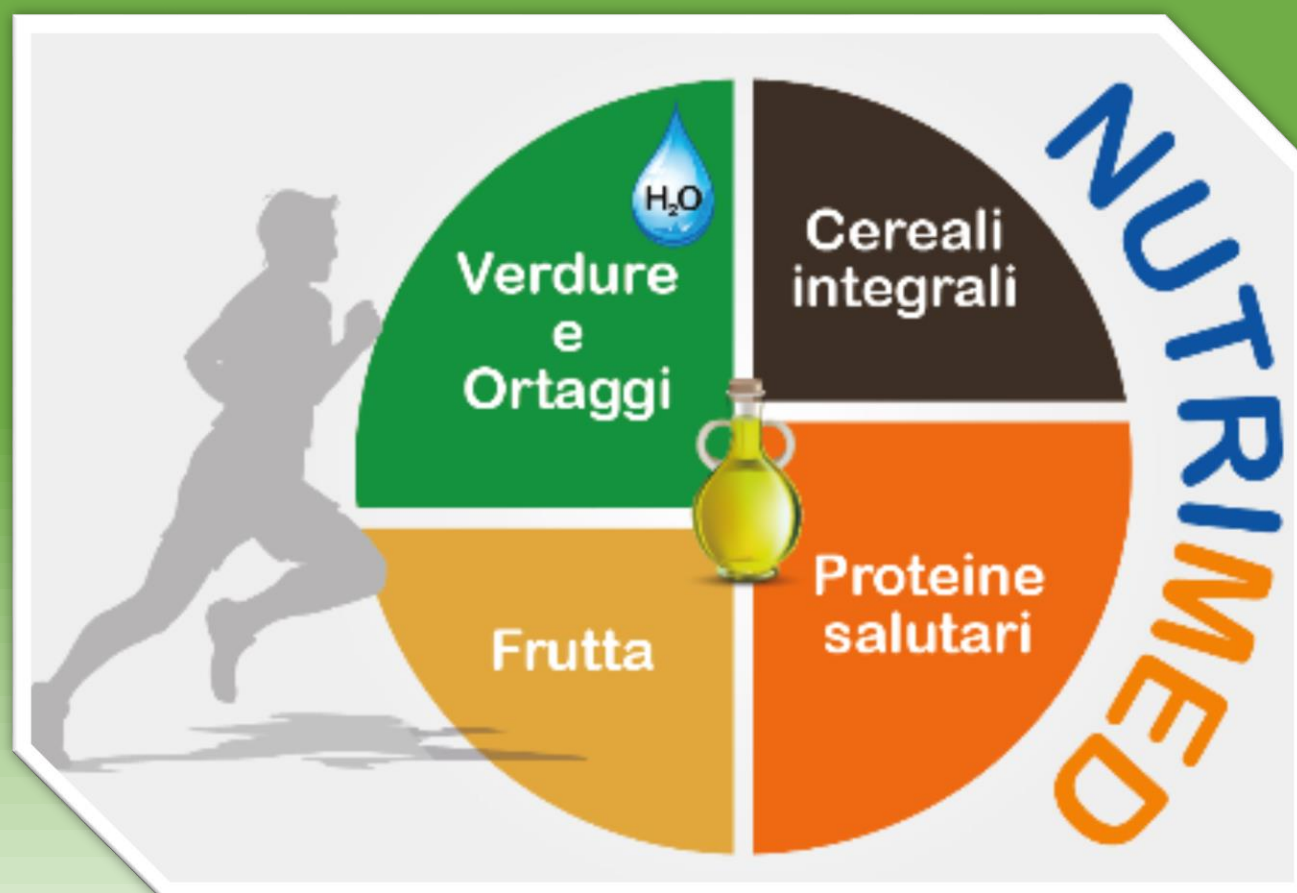 H₂O
Verdure
e
Ortaggi
Cereali
integrali
Frutta
Proteine
salutari
NUTRIMED